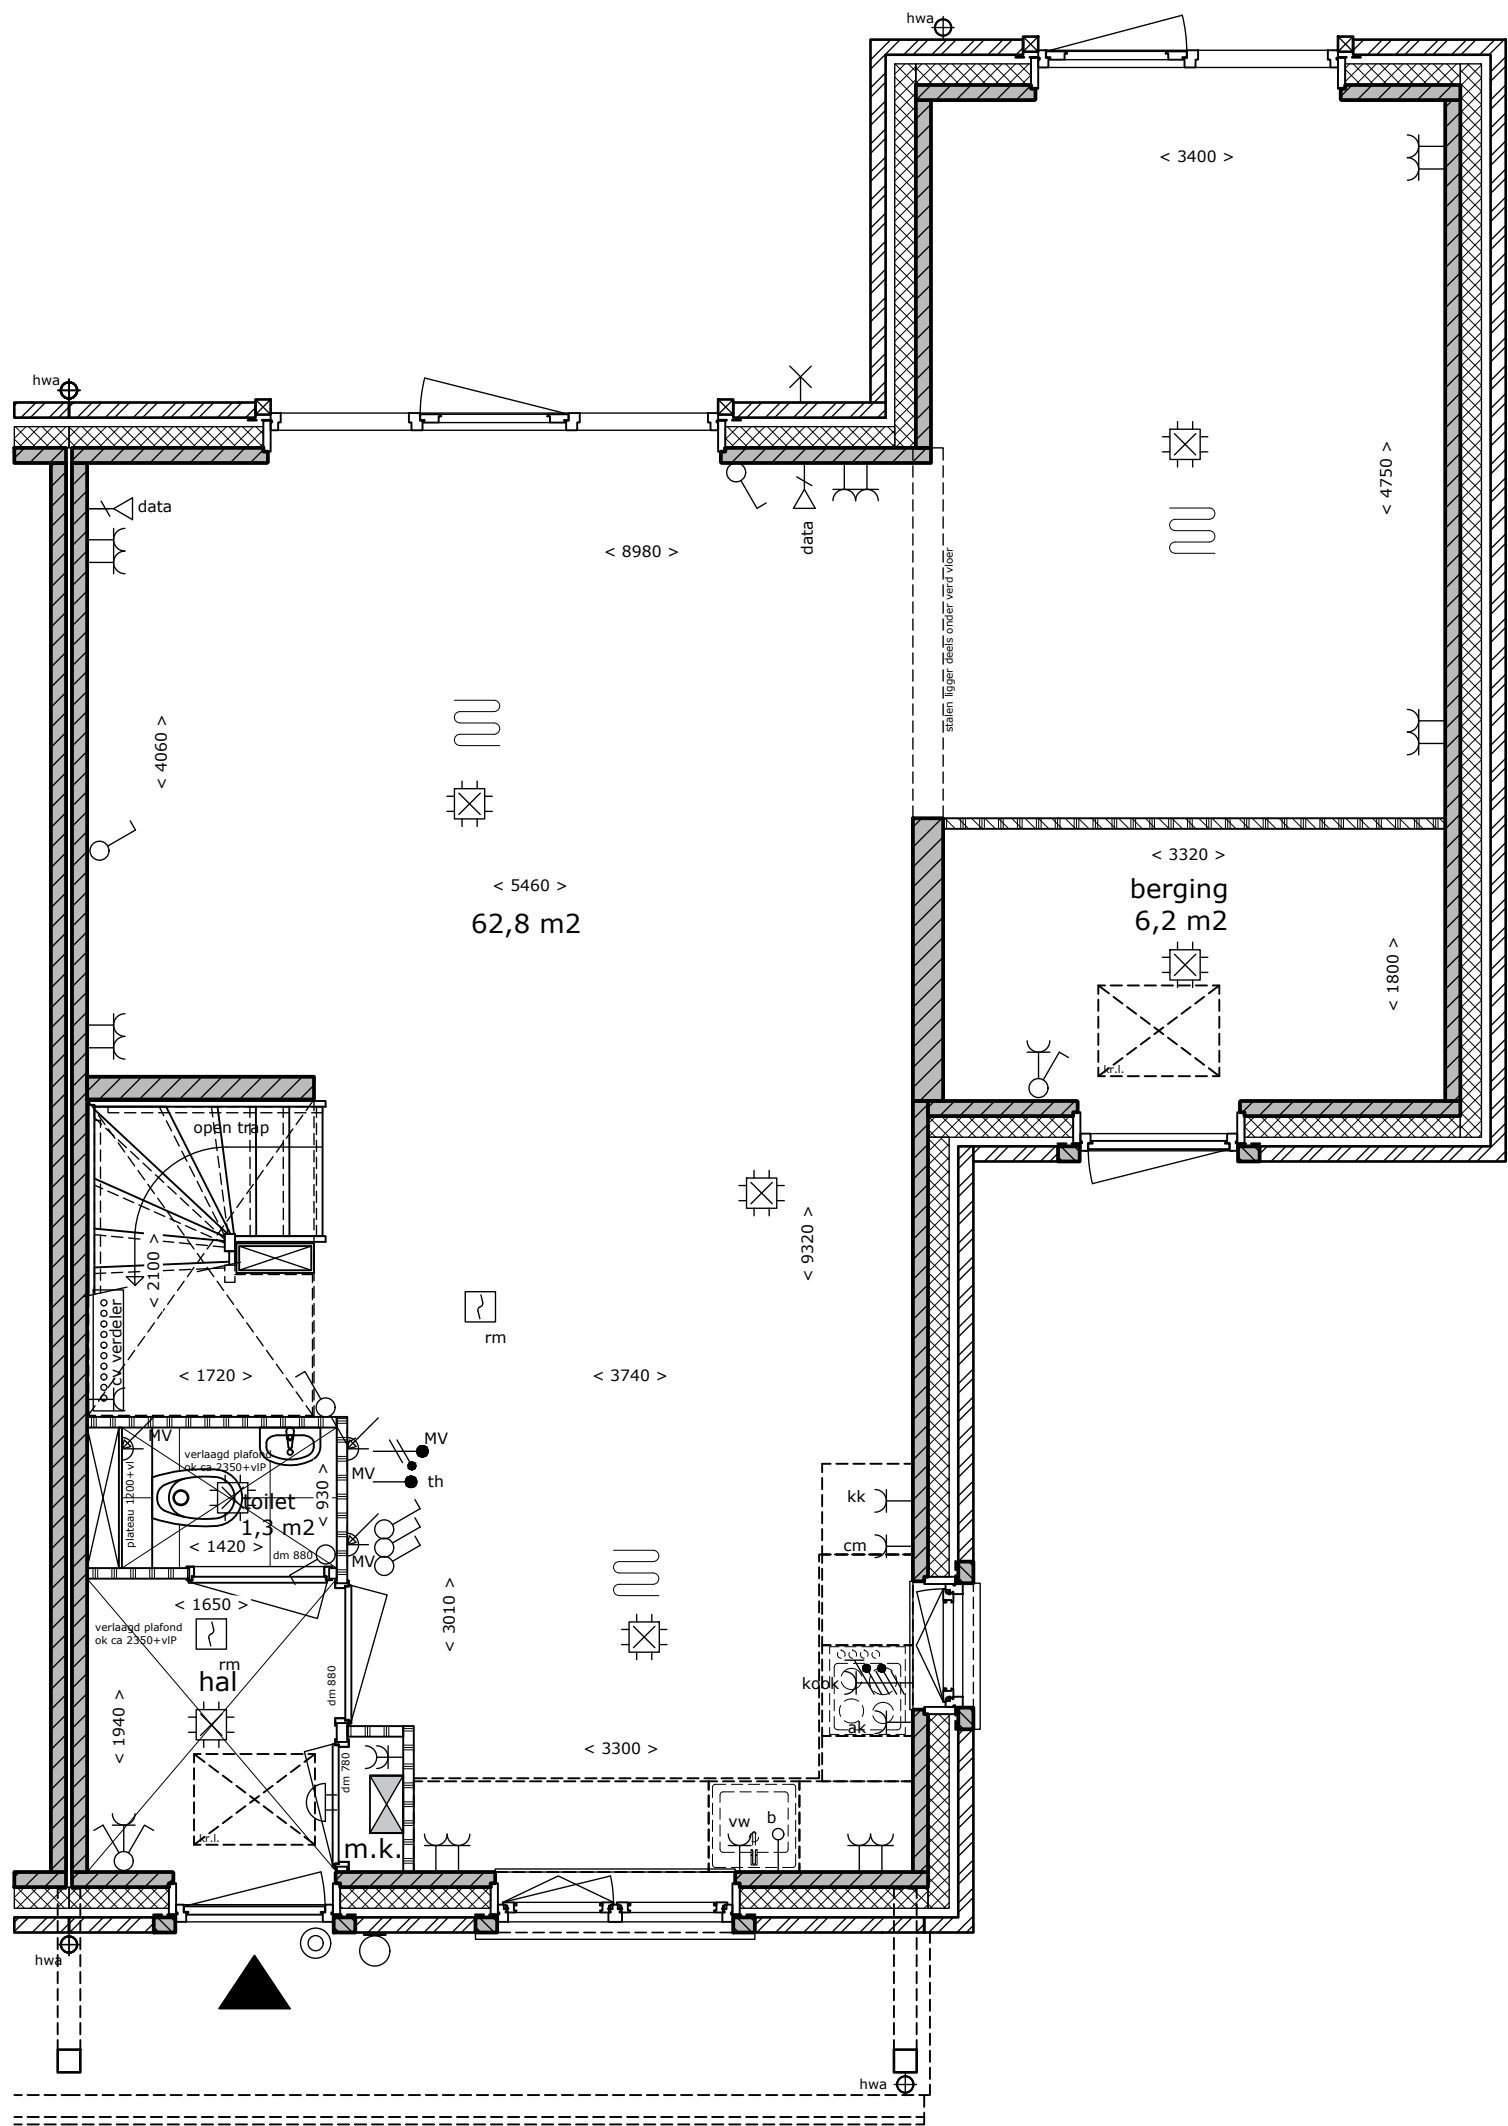 hwa
< 3400 >
hwa
data
data
< 8980 >
< 4750 >
stalen ligger deels onder verd vloer
< 4060 >
< 3320 >
berging
6,2 m2
< 5460 >
62,8 m2
< 1800 >
kr.l.
open trap
< 2100 >
< 9320 >
cv verdeler
rm
< 1720 >
< 3740 >
MV
MV
verlaagd plafond
ok ca 2350+vlP
MV
th
plateau 1200+vl
< 930 >
toilet
1,3 m2
kk
cm
< 1420 >
dm 880
MV
< 1650 >
< 3010 >
verlaagd plafond
ok ca 2350+vlP
rm
hal
dm 880
kook
ak
< 1940 >
< 3300 >
dm 780
kr.l.
m.k.
vw
b
hwa
hwa